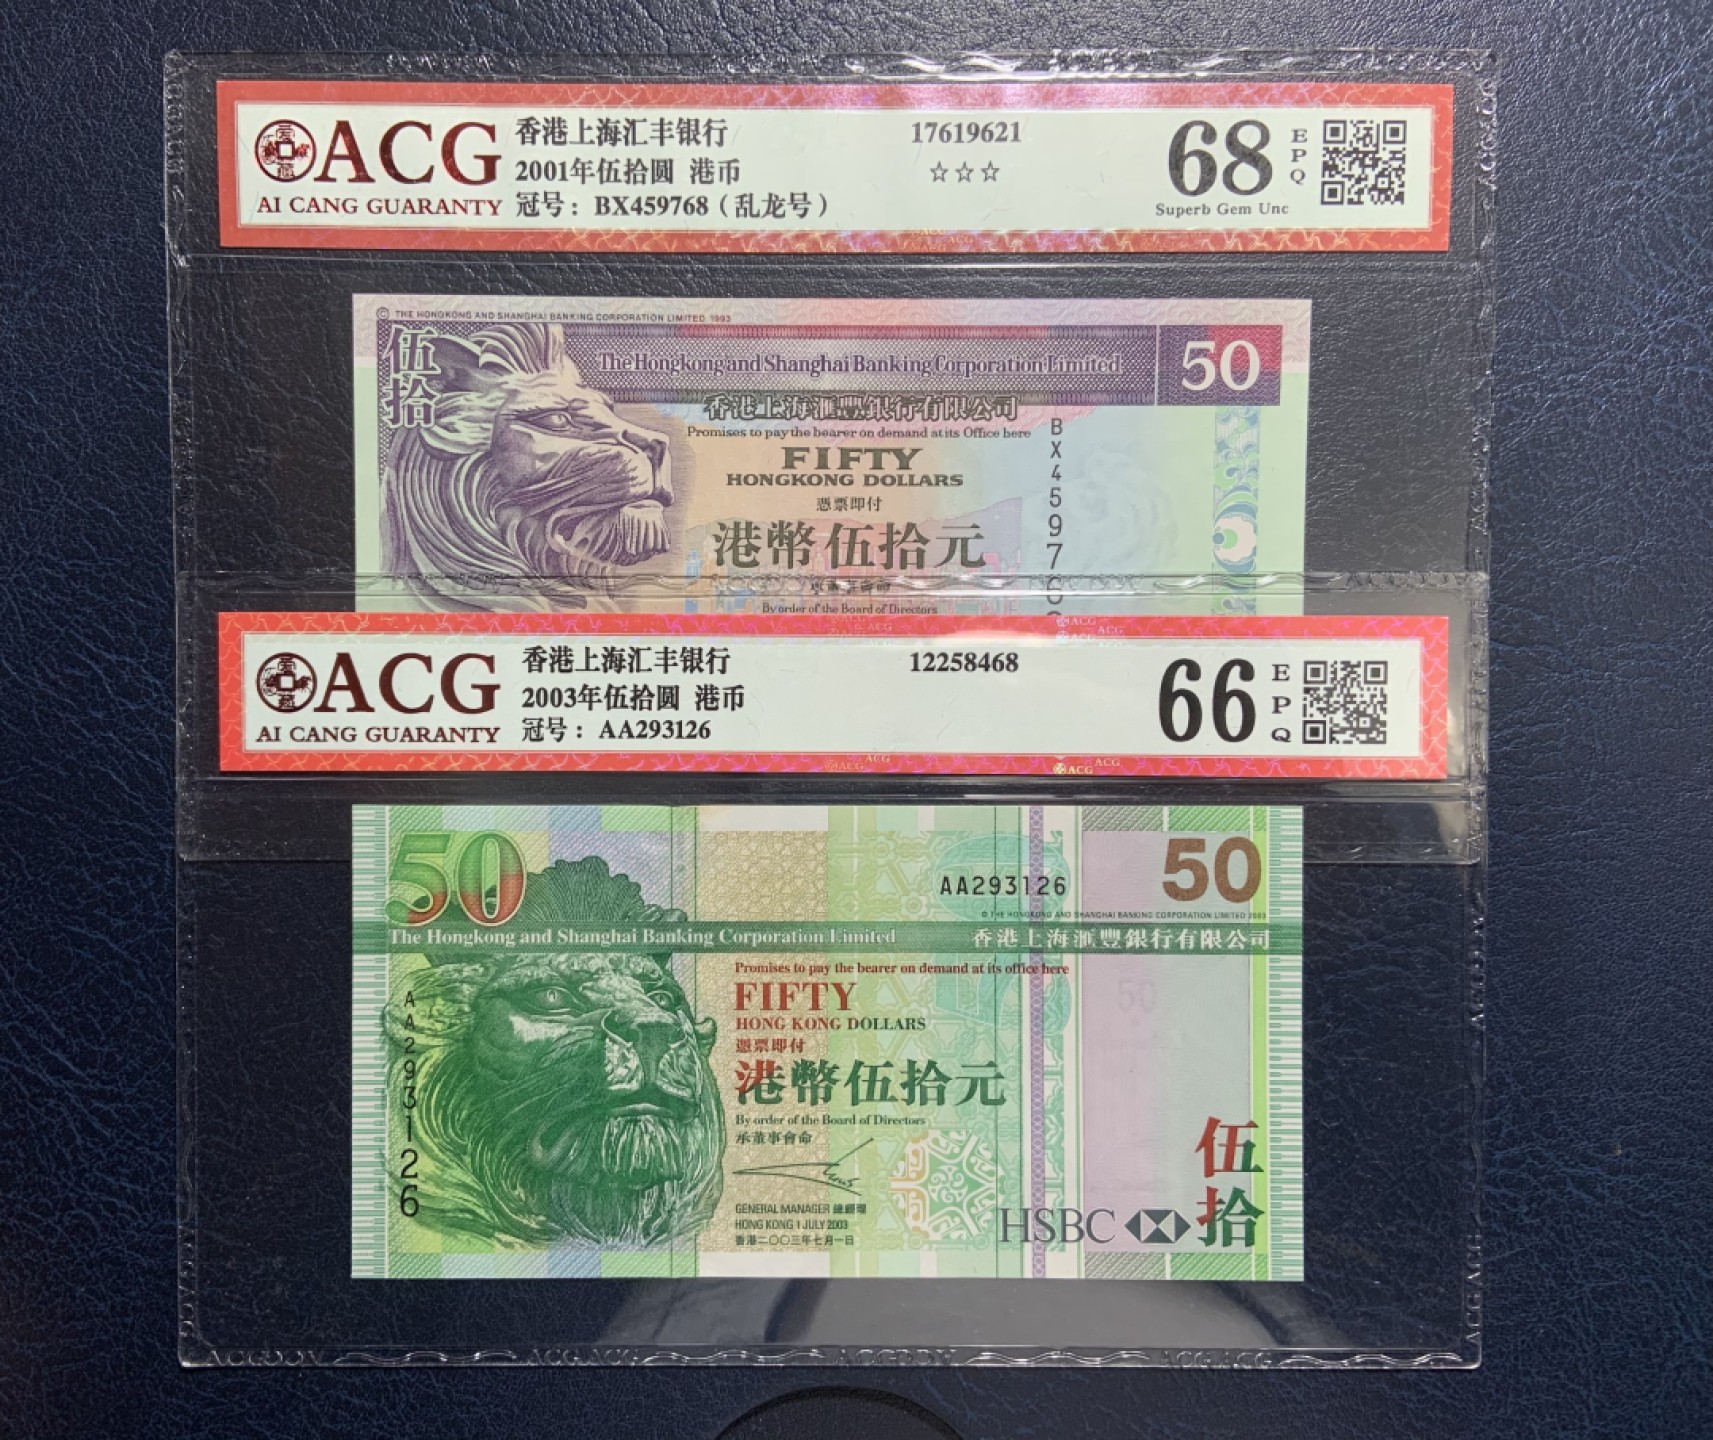 ACG
AI CANG GUARANTY
香港上海汇丰银行
2001年伍拾圆 港币
冠号：BX459768（乱龙号）
17619621
☆☆☆
68
EPQ
Superb Gem Unc
© THE HONGKONG AND SHANGHAI BANKING CORPORATION LIMITED 1993
伍拾
The Hongkong and Shanghai Banking Corporation Limited
50
香港上海滙豐銀行有限公司
Promises to pay the bearer on demand at its Office here
FIFTY
HONGKONG DOLLARS
憑票即付
港幣伍拾元
By order of the Board of Directors
BX4597
ACG
AI CANG GUARANTY
香港上海汇丰银行
2003年伍拾圆 港币
冠号：AA293126
12258468
66
EPQ
50
AA293126
50
© THE HONGKONG AND SHANGHAI BANKING CORPORATION LIMITED 2003
The Hongkong and Shanghai Banking Corporation Limited
香港上海滙豐銀行有限公司
Promises to pay the bearer on demand at its office here
FIFTY
HONG KONG DOLLARS
憑票即付
港幣伍拾元
By order of the Board of Directors
承董事會命
AA293126
50
GENERAL MANAGER 總經理
HONG KONG 1 JULY 2003
香港二〇〇三年七月一日
HSBC
伍拾